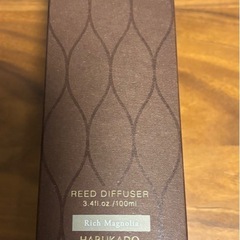 REED DIFFUSER
3.4fl.oz /100ml
Rich Magnolia
HARUKADO